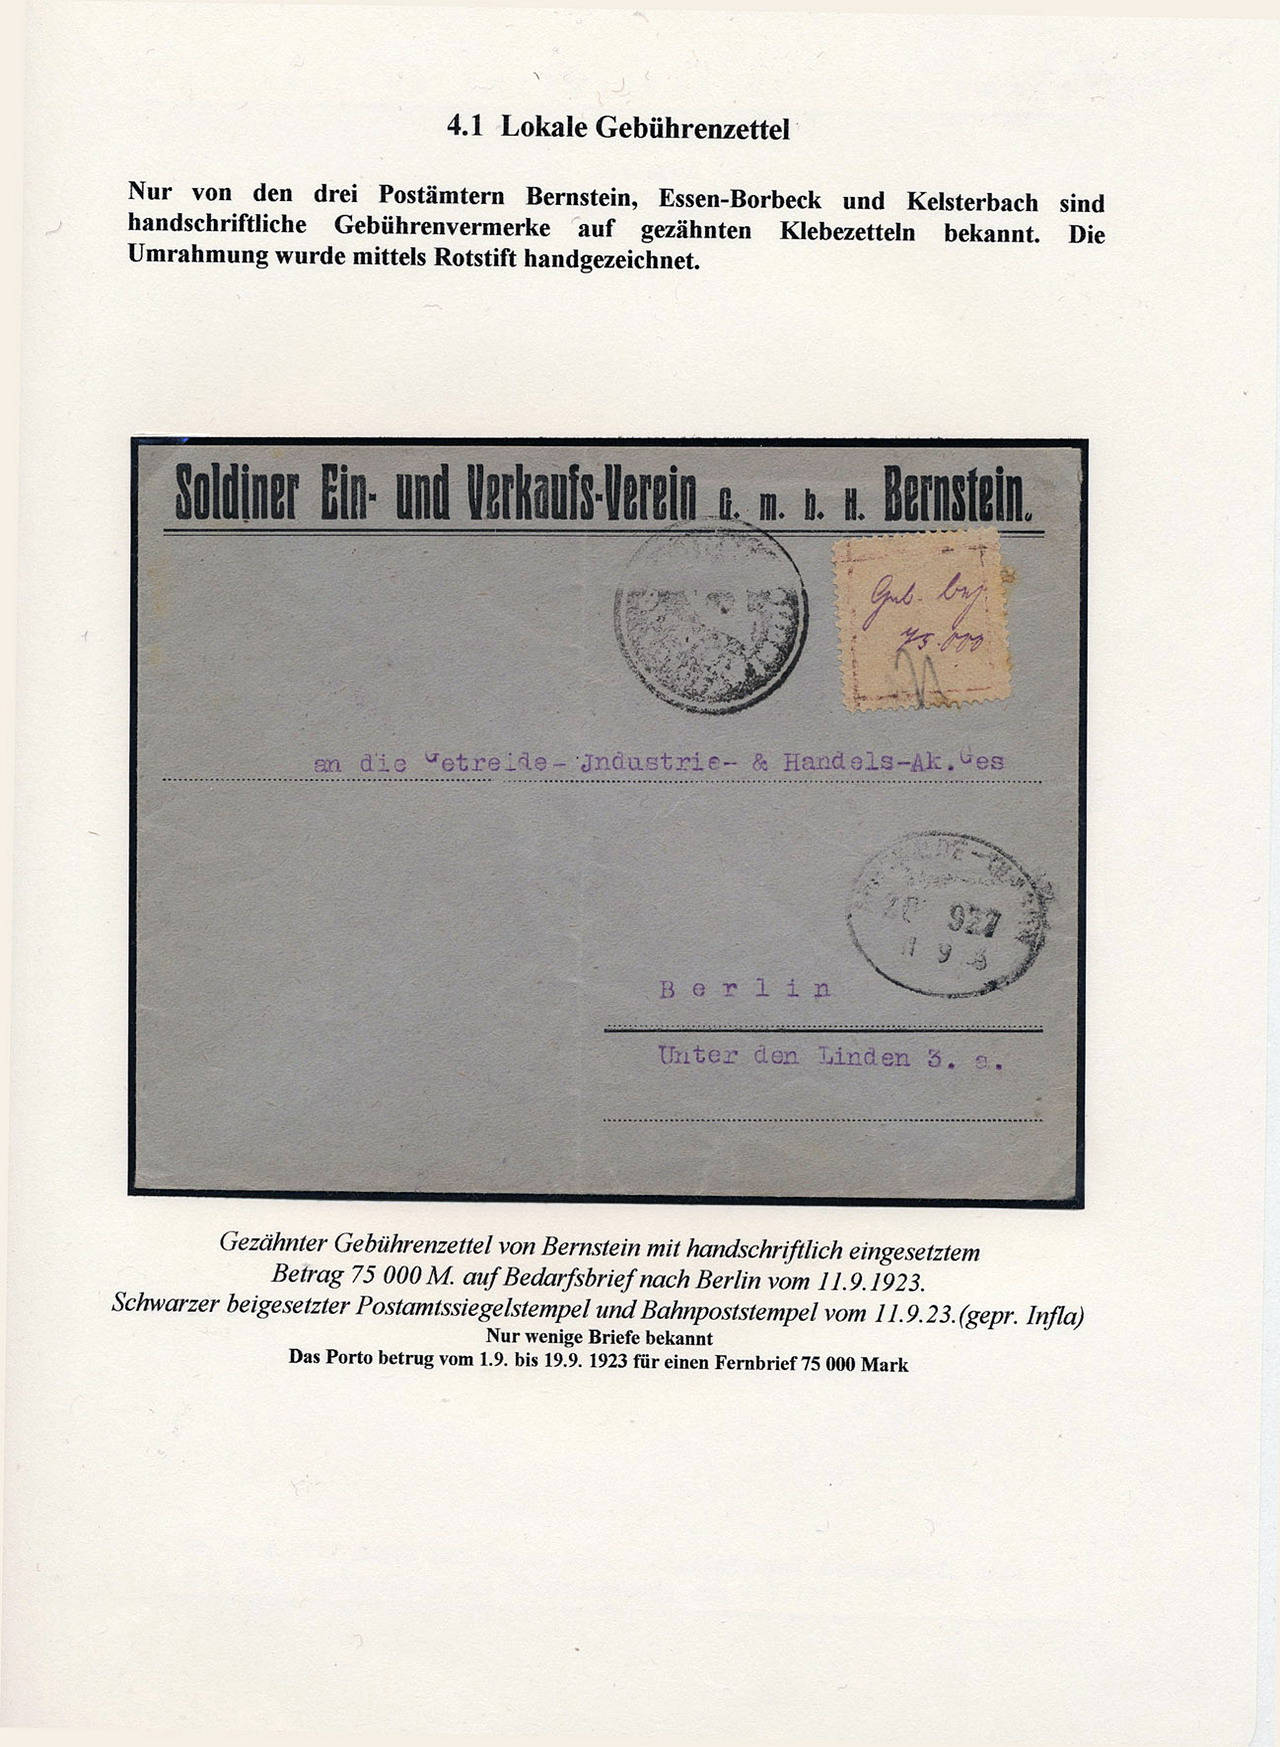 4.1 Lokale Gebührenzettel
Nur von den drei Postämtern Bernstein, Essen-Borbeck und Kelsterbach sind
handschriftliche Gebührenvermerke auf gezähnten Klebezetteln bekannt. Die
Umrahmung wurde mittels Rotstift handgezeichnet.
Soldiner Ein- und Verkaufs-Verein G. m. b. H. Bernstein.
Geb. bez.
75.000
an die Getreide-Jndustrie- & Handels-Ak.Ges
927
9
Berlin
Unter den Linden 3. a.
Gezähnter Gebührenzettel von Bernstein mit handschriftlich eingesetztem
Betrag 75 000 M. auf Bedarfsbrief nach Berlin vom 11.9.1923.
Schwarzer beigesetzter Postamtssiegelstempel und Bahnpoststempel vom 11.9.23.(gepr. Infla)
Nur wenige Briefe bekannt
Das Porto betrug vom 1.9. bis 19.9. 1923 für einen Fernbrief 75 000 Mark